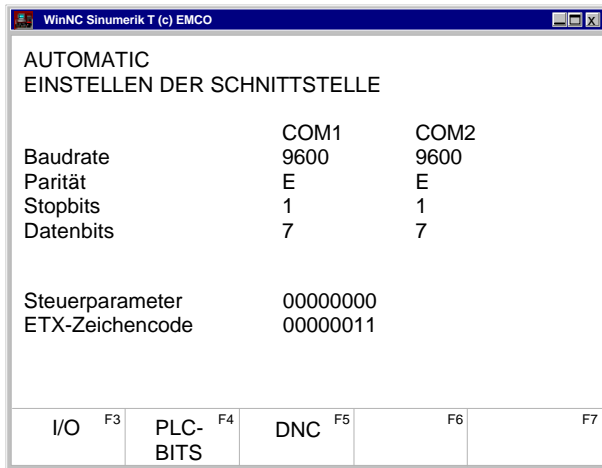 WinNC Sinumerik T (c) EMCO
AUTOMATIC
EINSTELLEN DER SCHNITTSTELLE
COM1 COM2
Baudrate 9600 9600
Parität E E
Stopbits 1 1
Datenbits 7 7
Steuerparameter 00000000
ETX-Zeichencode 00000011
I/O F3 PLC- F4 DNC F5 F6 F7
BITS